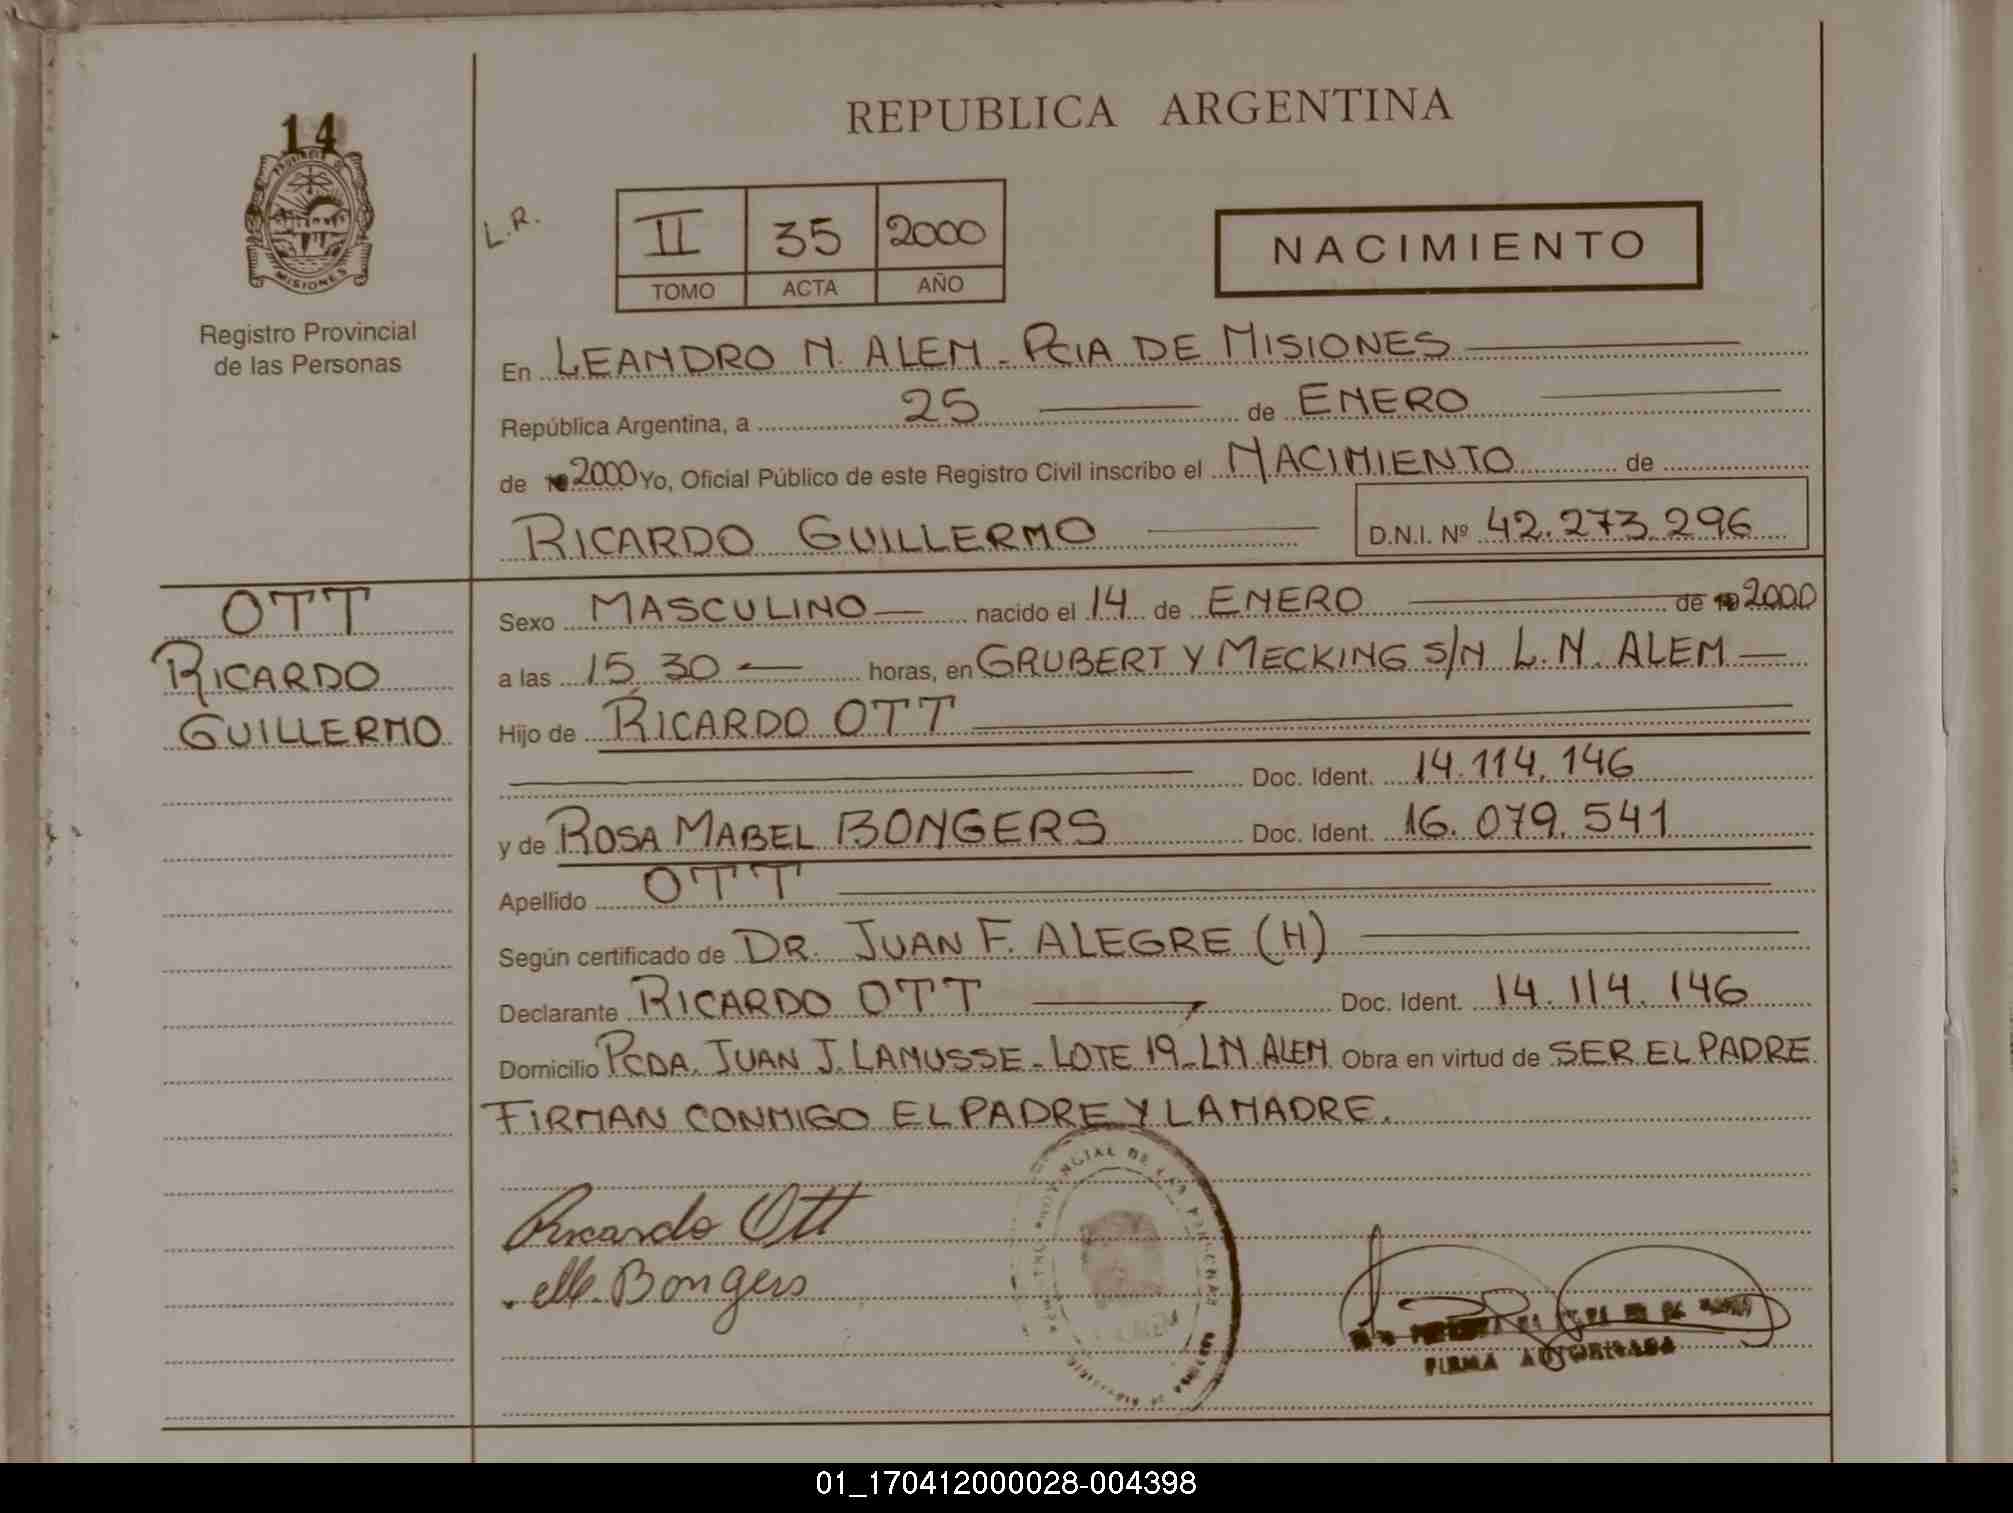 14
PROVINCIA DE
MISIONES
Registro Provincial
de las Personas
REPUBLICA ARGENTINA
L.R.
II 35 2000
TOMO ACTA AÑO
NACIMIENTO
En LEANDRO N. ALEM - PCIA DE MISIONES
República Argentina, a 25 de ENERO
de 2000 Yo, Oficial Público de este Registro Civil inscribo el NACIMIENTO de
RICARDO GUILLERMO D.N.I. Nº 42.273.296
OTT
RICARDO
GUILLERMO
Sexo MASCULINO nacido el 14 de ENERO de 2000
a las 15 30 horas, en GRUBERT Y MECKING S/N L.N. ALEM
Hijo de RICARDO OTT
Doc. Ident. 14.114.146
y de ROSA MABEL BONGERS Doc. Ident. 16.079.541
Apellido OTT
Según certificado de DR. JUAN F. ALEGRE (H)
Declarante RICARDO OTT Doc. Ident. 14.114.146
Domicilio PCDA. JUAN J. LANUSSE - LOTE 19 - LN ALEM Obra en virtud de SER EL PADRE
FIRMAN CONMIGO EL PADRE Y LA MADRE.
Ricardo Ott
M. Bongers
FIRMA AUTORIZADA
01_170412000028-004398